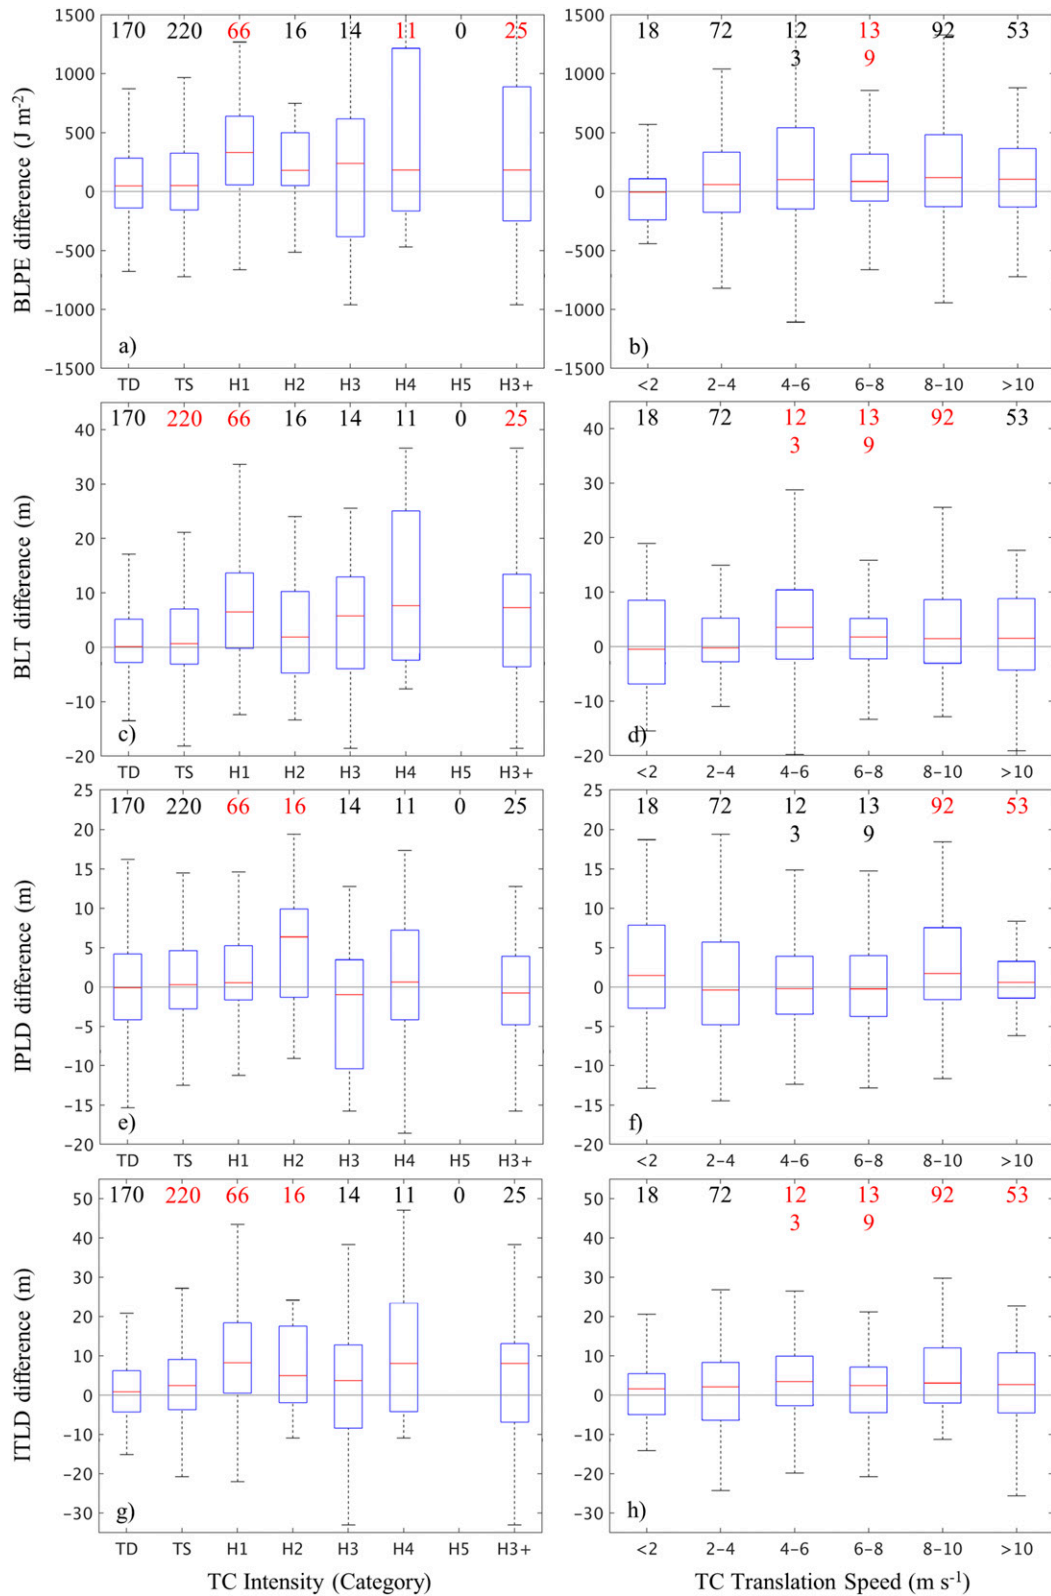 170 220 66 16 14 11 0 25
BLPE difference (J m⁻²)
1500
1000
500
0
−500
−1000
−1500
a)
TD TS H1 H2 H3 H4 H5 H3+
18 72 12 13 92 53
3 9
1500
1000
500
0
−500
−1000
−1500
b)
<2 2−4 4−6 6−8 8−10 >10
170 220 66 16 14 11 0 25
BLT difference (m)
40
30
20
10
0
−10
−20
c)
TD TS H1 H2 H3 H4 H5 H3+
18 72 12 13 92 53
3 9
40
30
20
10
0
−10
−20
d)
<2 2−4 4−6 6−8 8−10 >10
25
170 220 66 16 14 11 0 25
IPLD difference (m)
20
15
10
5
0
−5
−10
−15
−20
e)
TD TS H1 H2 H3 H4 H5 H3+
25
18 72 12 13 92 53
3 9
20
15
10
5
0
−5
−10
−15
−20
f)
<2 2−4 4−6 6−8 8−10 >10
170 220 66 16 14 11 0 25
ITLD difference (m)
50
40
30
20
10
0
−10
−20
−30
g)
TD TS H1 H2 H3 H4 H5 H3+
TC Intensity (Category)
18 72 12 13 92 53
3 9
50
40
30
20
10
0
−10
−20
−30
h)
<2 2−4 4−6 6−8 8−10 >10
TC Translation Speed (m s⁻¹)